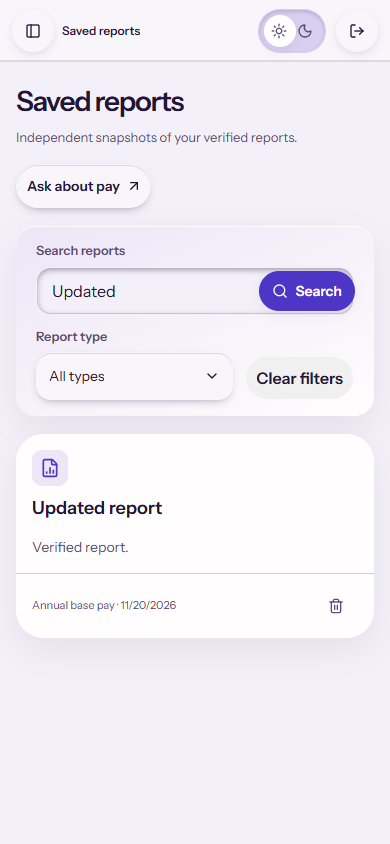 Saved reports
Saved reports
Independent snapshots of your verified reports.
Ask about pay
Search reports
Updated
Search
Report type
All types
Clear filters
Updated report
Verified report.
Annual base pay · 11/20/2026